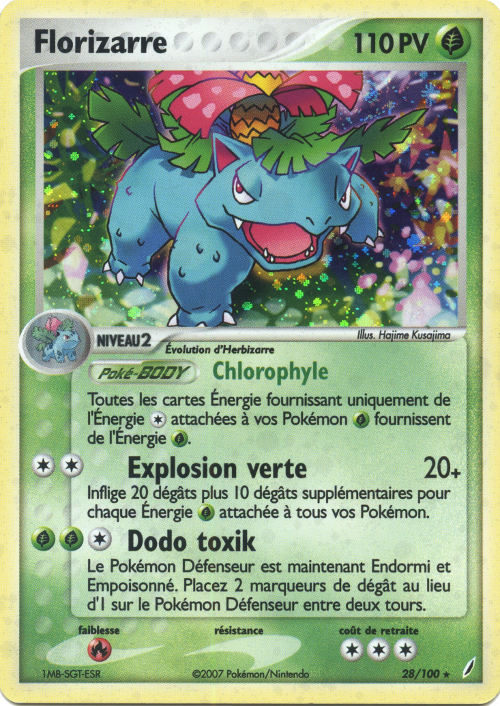 Florizarre 110 PV
Illus. Hajime Kusajima
NIVEAU2
Évolution d'Herbizarre
Poké-BODY Chlorophyle
Toutes les cartes Énergie fournissant uniquement de
l'Énergie attachées à vos Pokémon fournissent
de l'Énergie .
Explosion verte 20+
Inflige 20 dégâts plus 10 dégâts supplémentaires pour
chaque Énergie attachée à tous vos Pokémon.
Dodo toxik
Le Pokémon Défenseur est maintenant Endormi et
Empoisonné. Placez 2 marqueurs de dégât au lieu
d'1 sur le Pokémon Défenseur entre deux tours.
faiblesse résistance coût de retraite
1MB-SGT-ESR ©2007 Pokémon/Nintendo 28/100 ★